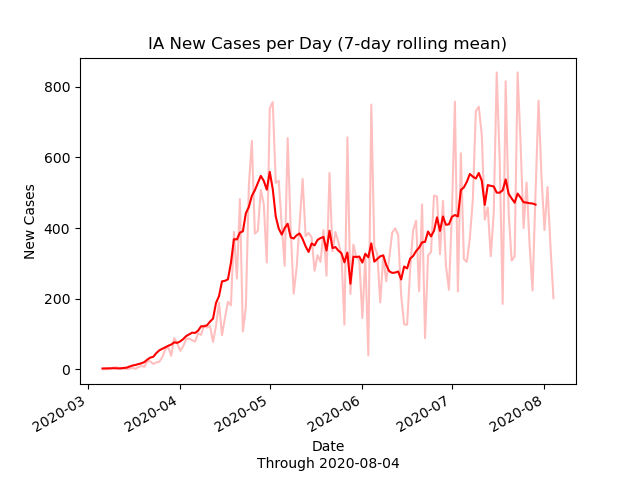 IA New Cases per Day (7-day rolling mean)
New Cases
800
600
400
200
0
2020-03
2020-04
2020-05
2020-06
2020-07
2020-08
Date
Through 2020-08-04